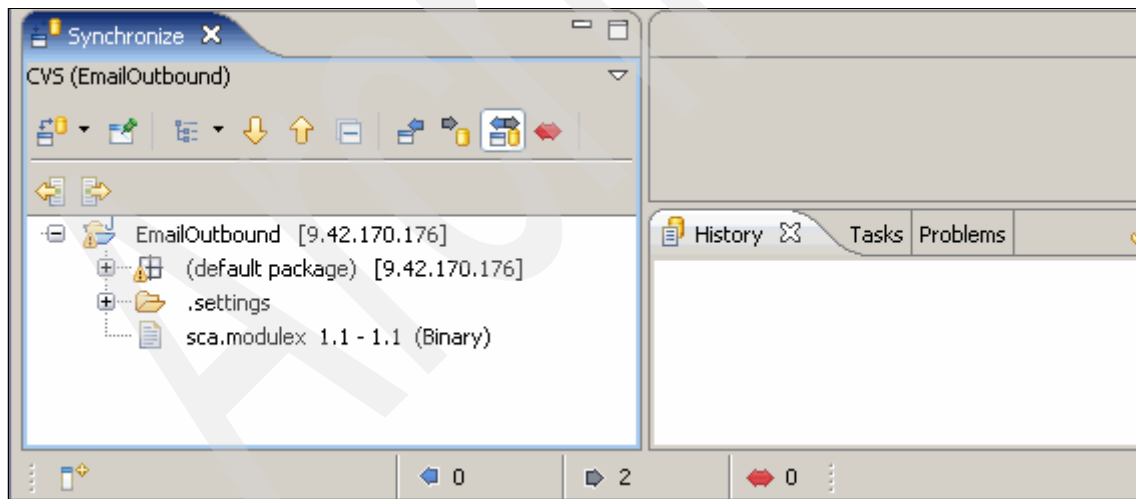 Synchronize
CVS (EmailOutbound)
EmailOutbound [9.42.170.176]
(default package) [9.42.170.176]
.settings
sca.modulex 1.1 - 1.1 (Binary)
History Tasks Problems
0 2 0